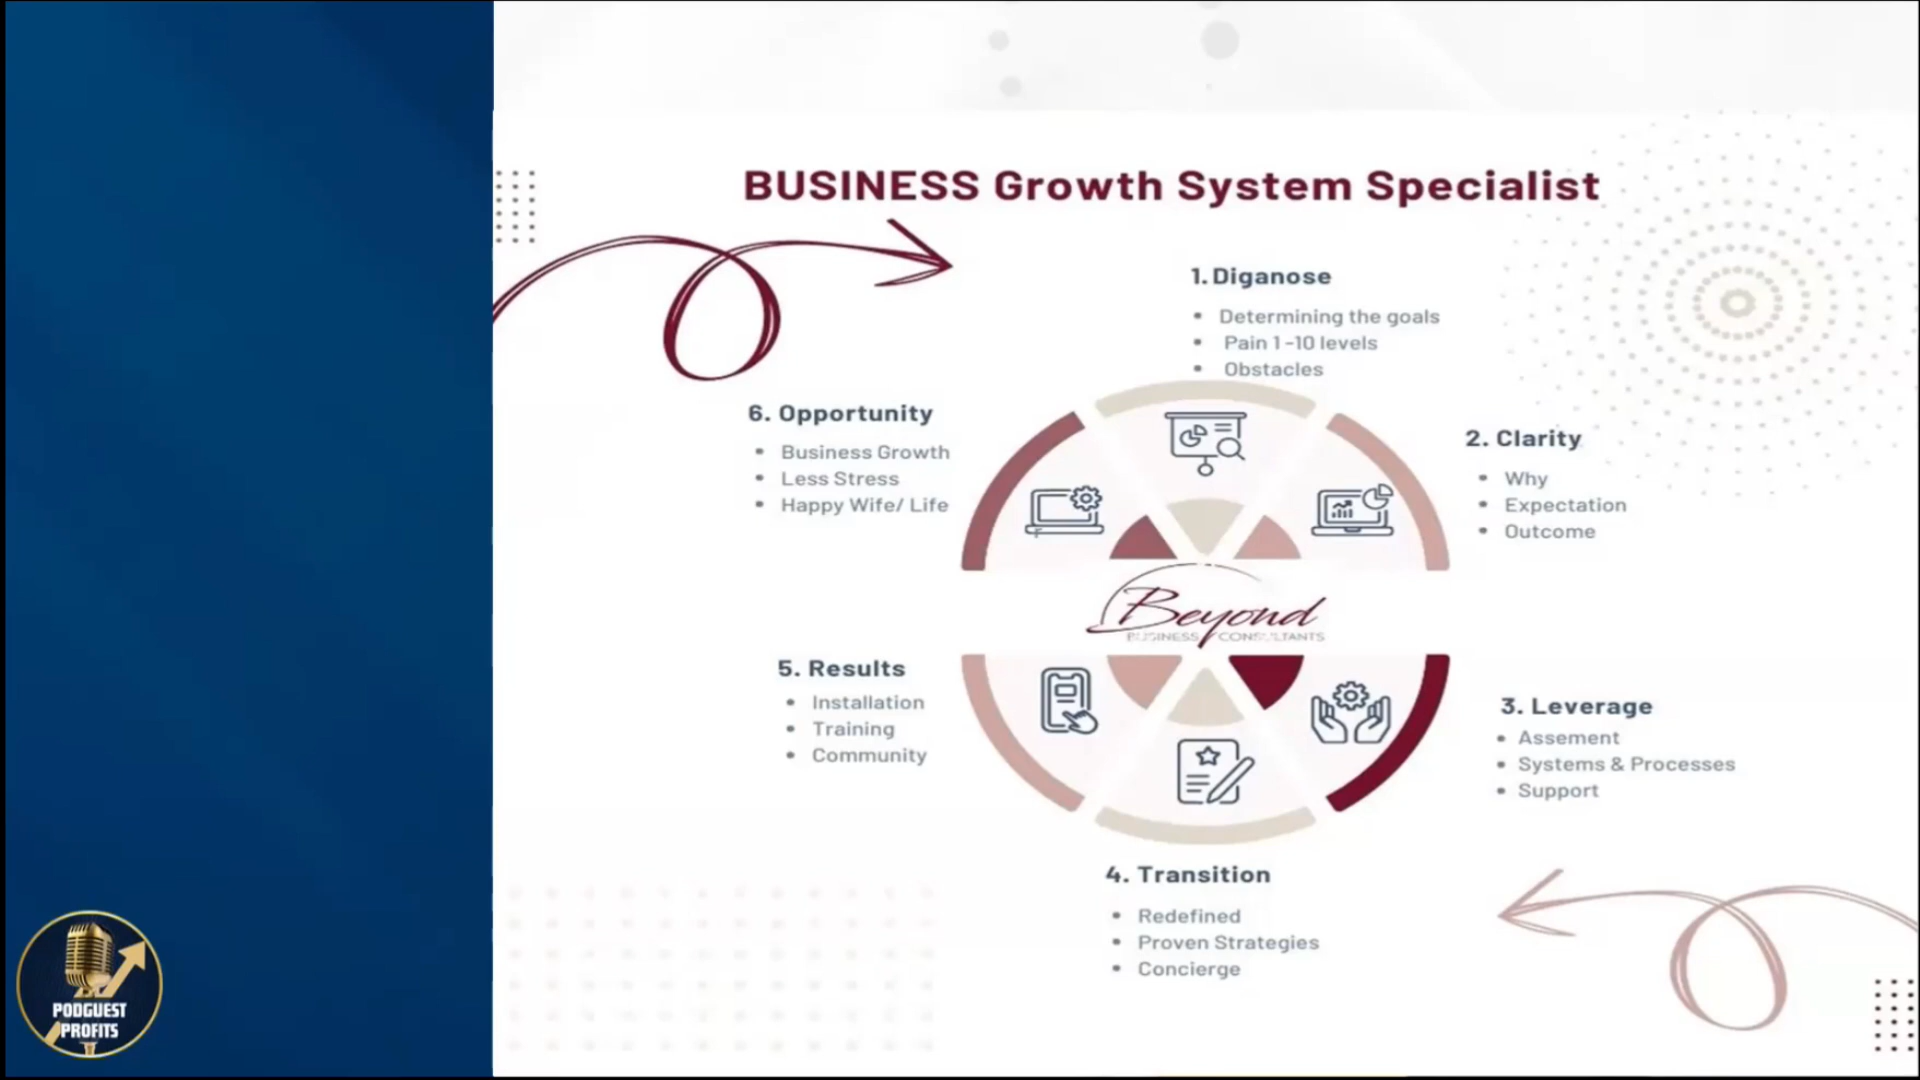 BUSINESS Growth System Specialist
1. Diganose
• Determining the goals
• Pain 1 -10 levels
• Obstacles
2. Clarity
• Why
• Expectation
• Outcome
3. Leverage
• Assement
• Systems & Processes
• Support
4. Transition
• Redefined
• Proven Strategies
• Concierge
5. Results
• Installation
• Training
• Community
6. Opportunity
• Business Growth
• Less Stress
• Happy Wife/ Life
Beyond
BUSINESS CONSULTANTS
PODGUEST
PROFITS